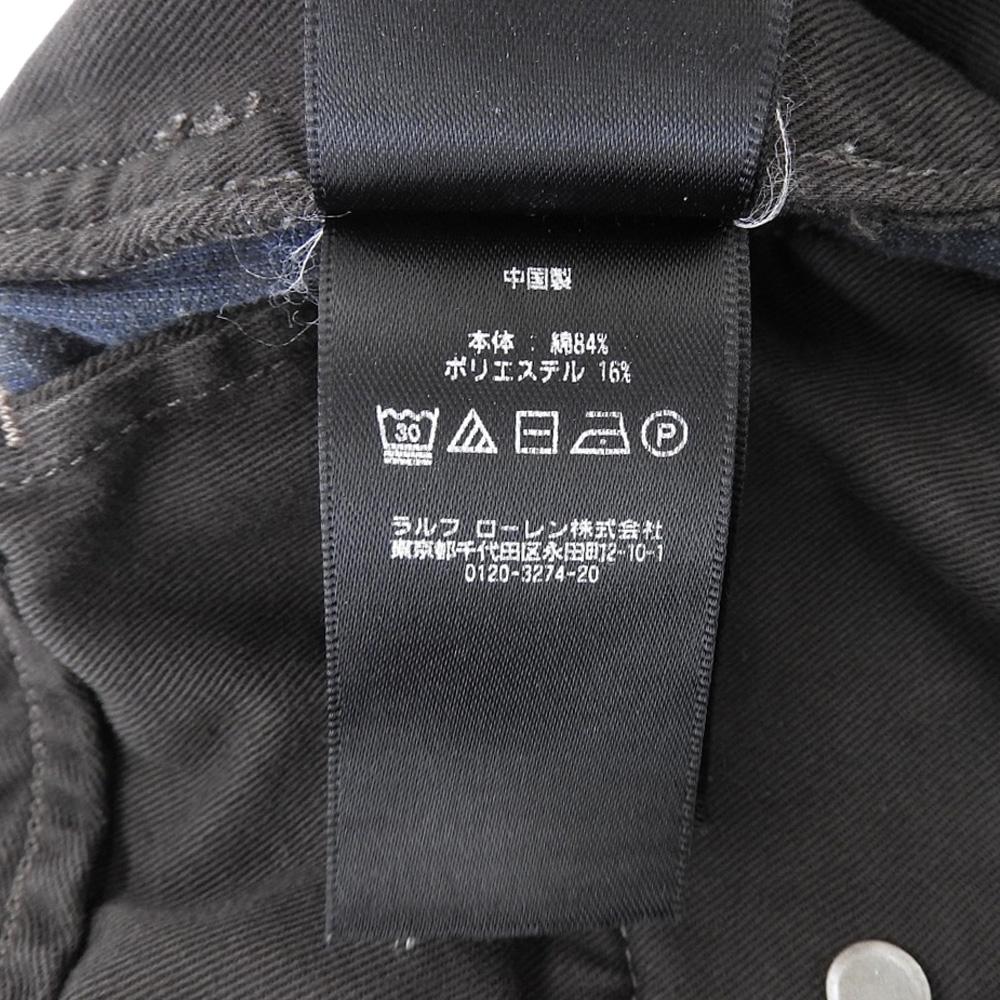 中国製
本体 : 綿84%
ポリエステル 16%
30
P
ラルフ ローレン株式会社
東京都千代田区永田町2-10-1
0120-3274-20